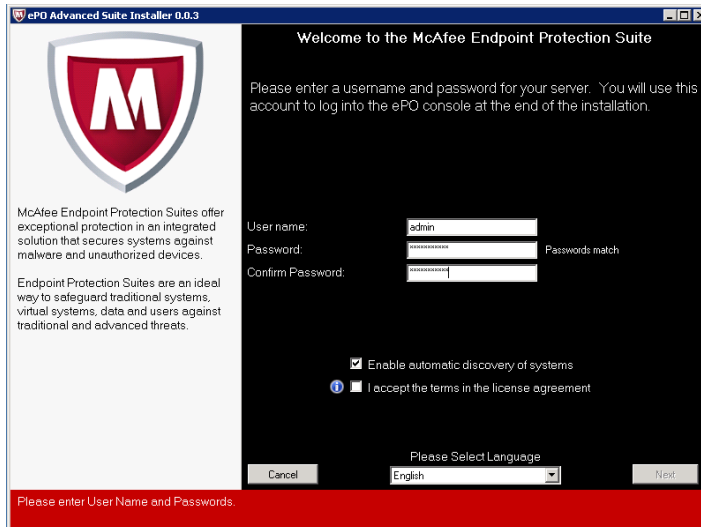 ePO Advanced Suite Installer 0.0.3
Welcome to the McAfee Endpoint Protection Suite
Please enter a username and password for your server. You will use this
account to log into the ePO console at the end of the installation.
McAfee Endpoint Protection Suites offer
exceptional protection in an integrated
solution that secures systems against
malware and unauthorized devices.
Endpoint Protection Suites are an ideal
way to safeguard traditional systems,
virtual systems, data and users against
traditional and advanced threats.
User name: admin
Password: *********** Passwords match
Confirm Password: ***********
Enable automatic discovery of systems
I accept the terms in the license agreement
Please Select Language
Cancel English Next
Please enter User Name and Passwords.